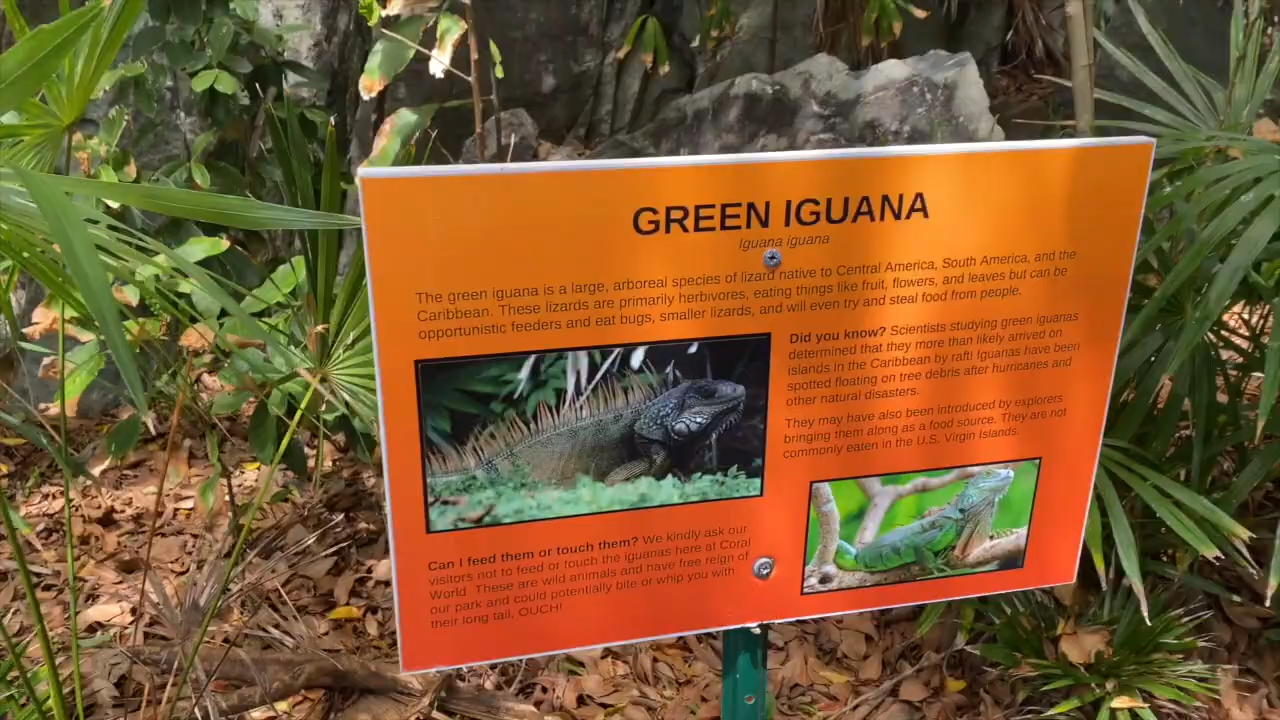 GREEN IGUANA
Iguana iguana
The green iguana is a large, arboreal species of lizard native to Central America, South America, and the
Caribbean. These lizards are primarily herbivores, eating things like fruit, flowers, and leaves but can be
opportunistic feeders and eat bugs, smaller lizards, and will even try and steal food from people.
Did you know? Scientists studying green iguanas
determined that they more than likely arrived on
islands in the Caribbean by raft! Iguanas have been
spotted floating on tree debris after hurricanes and
other natural disasters.
They may have also been introduced by explorers
bringing them along as a food source. They are not
commonly eaten in the U.S. Virgin Islands.
Can I feed them or touch them? We kindly ask our
visitors not to feed or touch the iguanas here at Coral
World. These are wild animals and have free reign of
our park and could potentially bite or whip you with
their long tail, OUCH!